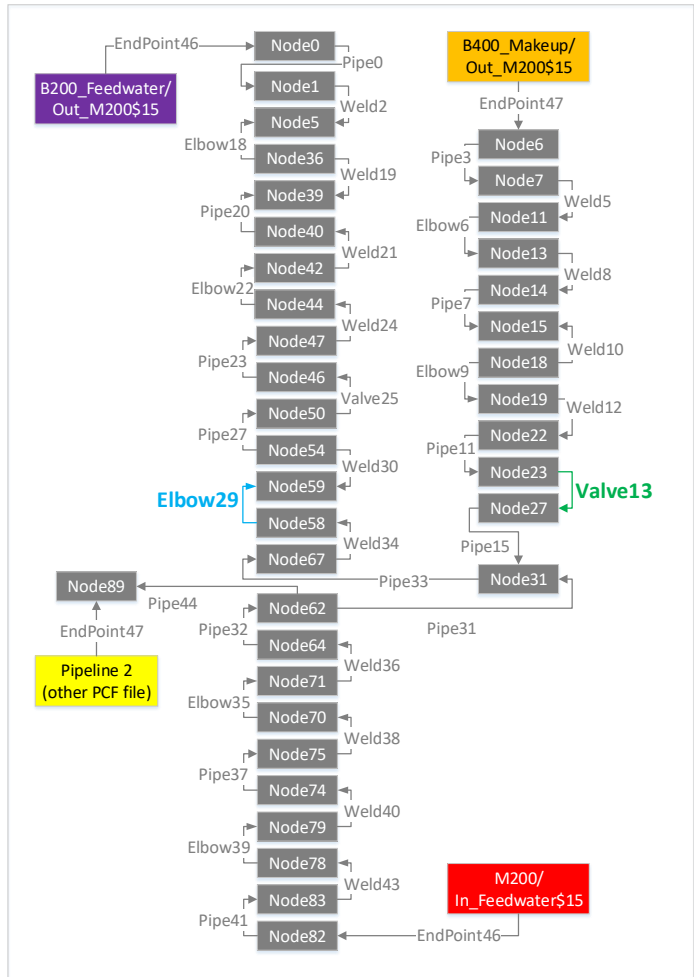 EndPoint46
Node0
B200_Feedwater/
Out_M200$15
Pipe0
Node1
Weld2
Node5
Elbow18
Node36
Weld19
Node39
Pipe20
Node40
Weld21
Node42
Elbow22
Node44
Weld24
Node47
Pipe23
Node46
Valve25
Node50
Pipe27
Node54
Weld30
Node59
Elbow29
Node58
Weld34
Node67
Pipe33
B400_Makeup/
Out_M200$15
EndPoint47
Node6
Pipe3
Node7
Weld5
Node11
Elbow6
Node13
Weld8
Node14
Pipe7
Node15
Weld10
Node18
Elbow9
Node19
Weld12
Node22
Pipe11
Node23
Valve13
Node27
Pipe15
Node31
Node89
Pipe44
EndPoint47
Pipeline 2
(other PCF file)
Node62
Pipe31
Pipe32
Node64
Weld36
Node71
Elbow35
Node70
Weld38
Node75
Pipe37
Node74
Weld40
Node79
Elbow39
Node78
Weld43
Node83
Pipe41
Node82
EndPoint46
M200/
In_Feedwater$15